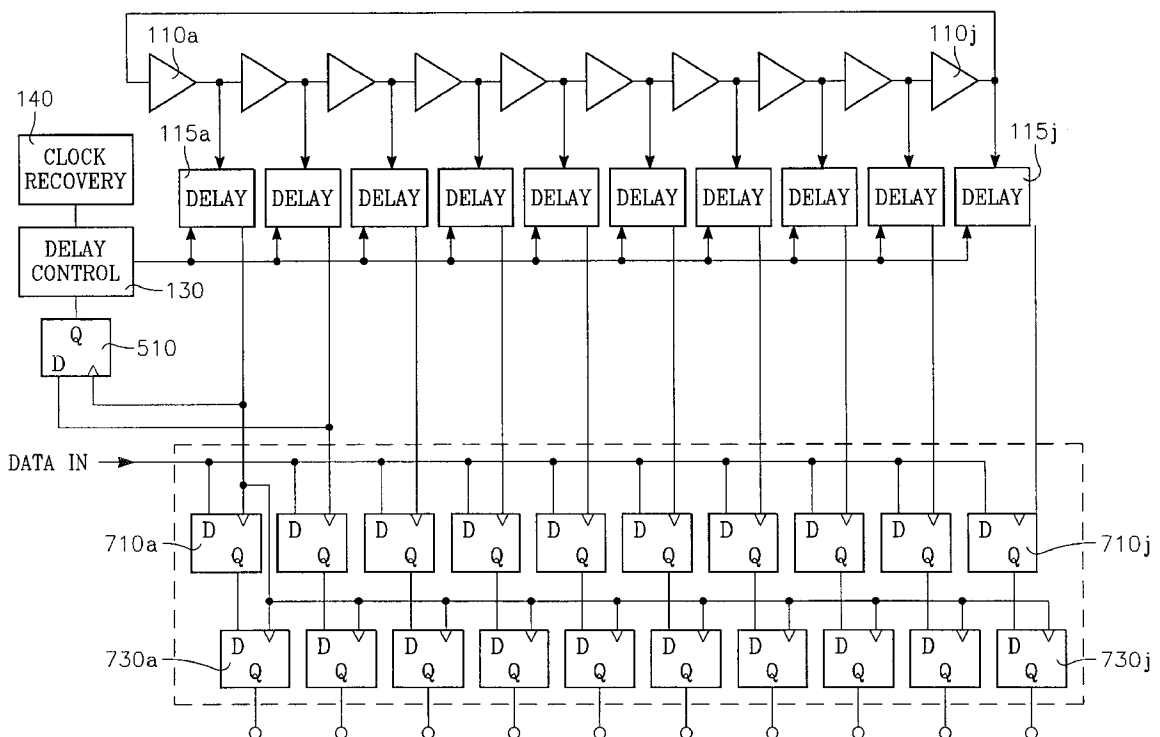 110a
110j
140
115a
115j
CLOCK
RECOVERY
DELAY DELAY DELAY DELAY DELAY DELAY DELAY DELAY DELAY DELAY
DELAY
CONTROL
130
Q
510
D
DATA IN
D D D D D D D D D D
Q Q Q Q Q Q Q Q Q Q
710a
710j
D D D D D D D D D D
Q Q Q Q Q Q Q Q Q Q
730a
730j